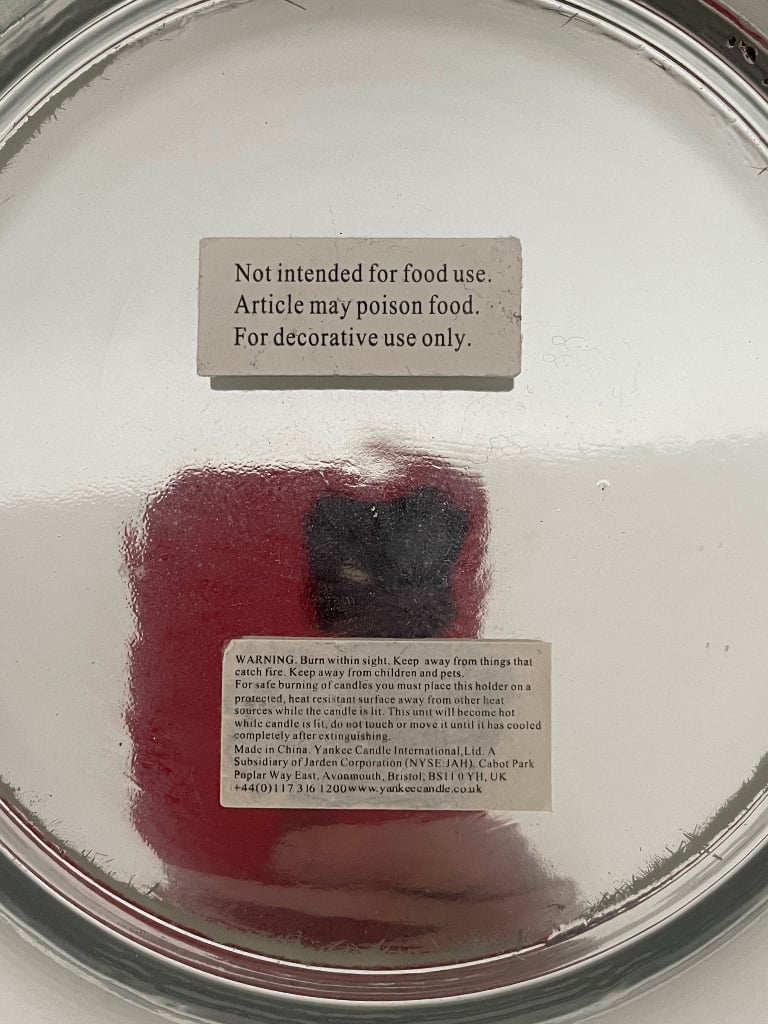 Not intended for food use.
Article may poison food.
For decorative use only.
WARNING. Burn within sight. Keep away from things that
catch fire. Keep away from children and pets.
For safe burning of candles you must place this holder on a
protected, heat resistant surface away from other heat
sources while the candle is lit. This unit will become hot
while candle is lit, do not touch or move it until it has cooled
completely after extinguishing.
Made in China. Yankee Candle International,Ltd. A
Subsidiary of Jarden Corporation (NYSE:JAH), Cabot Park
Poplar Way East, Avonmouth, Bristol, BS11 0YH, UK
+44(0)117 316 1200www.yankeecandle.co.uk